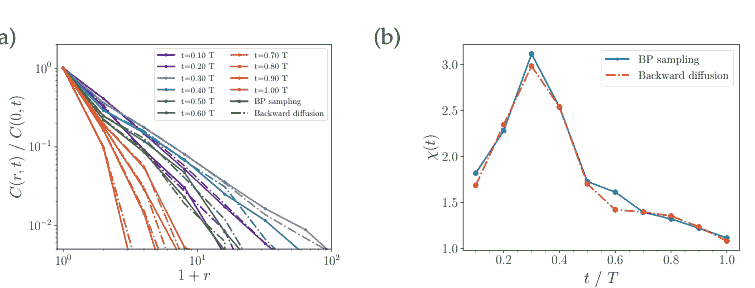 a)
C(r, t) / C(0, t)
10⁰
10⁻¹
10⁻²
t=0.10 T
t=0.20 T
t=0.30 T
t=0.40 T
t=0.50 T
t=0.60 T
t=0.70 T
t=0.80 T
t=0.90 T
t=1.00 T
BP sampling
Backward diffusion
10⁰
10¹
10²
1 + r
(b)
χ(t)
3.0
2.5
2.0
1.5
1.0
BP sampling
Backward diffusion
0.2
0.4
0.6
0.8
1.0
t / T